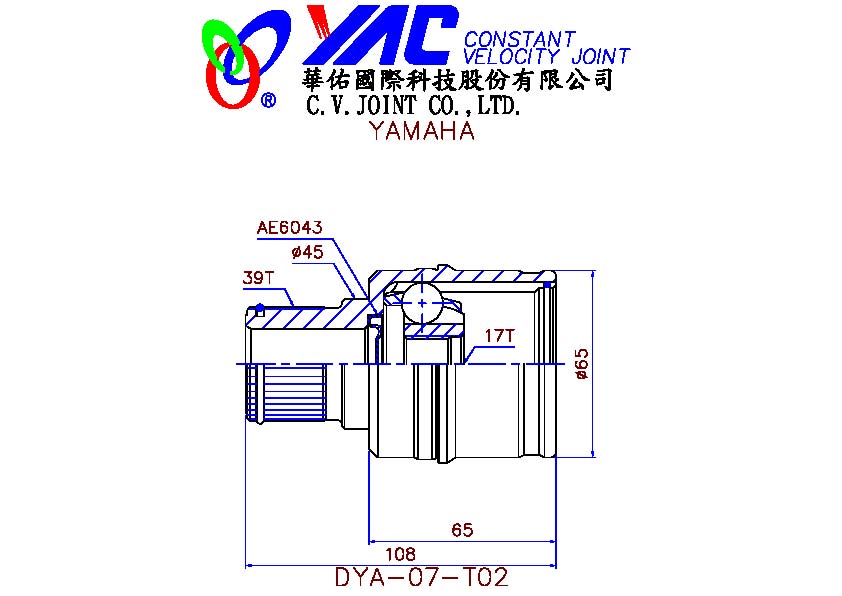 YAC CONSTANT
VELOCITY JOINT
®
華佑國際科技股份有限公司
C.V.JOINT CO.,LTD.
YAMAHA
AE6043
ø45
39T
17T
ø65
65
108
DYA-07-T02